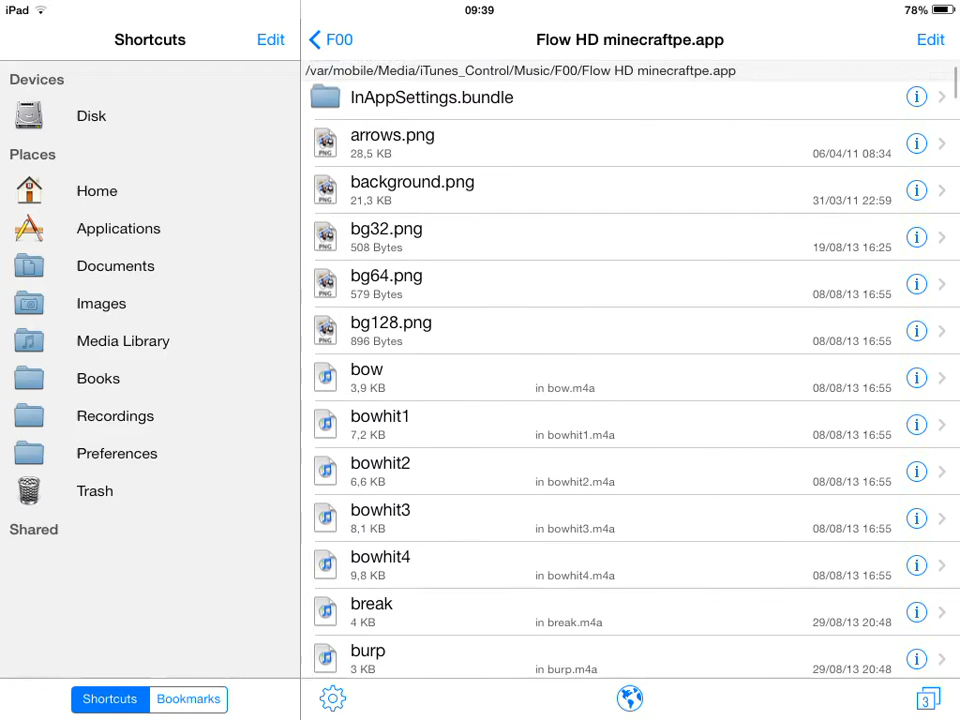 iPad
09:39
78%
Shortcuts
Edit
F00
Flow HD minecraftpe.app
Edit
Devices
Disk
Places
Home
Applications
Documents
Images
Media Library
Books
Recordings
Preferences
Trash
Shared
Shortcuts
Bookmarks
/var/mobile/Media/iTunes_Control/Music/F00/Flow HD minecraftpe.app
InAppSettings.bundle
arrows.png
28,5 KB 06/04/11 08:34
background.png
21,3 KB 31/03/11 22:59
bg32.png
508 Bytes 19/08/13 16:25
bg64.png
579 Bytes 08/08/13 16:55
bg128.png
896 Bytes 08/08/13 16:55
bow
3,9 KB in bow.m4a 08/08/13 16:55
bowhit1
7,2 KB in bowhit1.m4a 08/08/13 16:55
bowhit2
6,6 KB in bowhit2.m4a 08/08/13 16:55
bowhit3
8,1 KB in bowhit3.m4a 08/08/13 16:55
bowhit4
9,8 KB in bowhit4.m4a 08/08/13 16:55
break
4 KB in break.m4a 29/08/13 20:48
burp
3 KB in burp.m4a 29/08/13 20:48
3